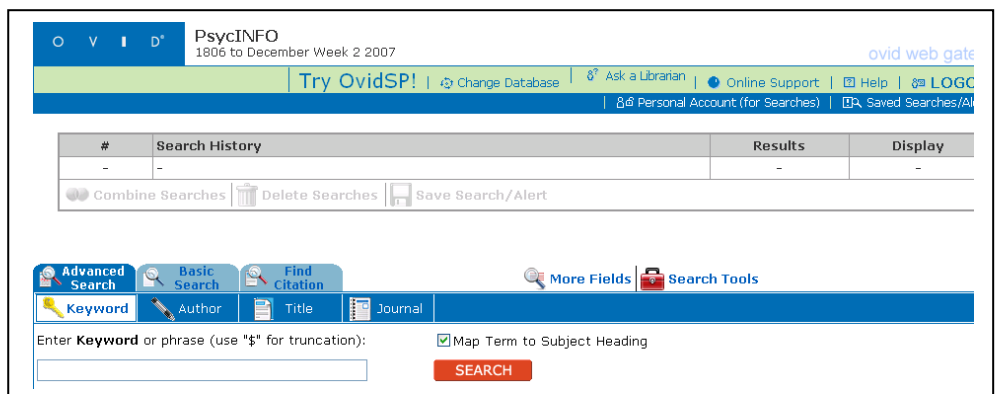 O V I D PsycINFO
1806 to December Week 2 2007
ovid web gate
Try OvidSP! | Change Database | Ask a Librarian | Online Support | Help | LOGO
| Personal Account (for Searches) | Saved Searches/Al
# Search History Results Display
- - - -
Combine Searches Delete Searches Save Search/Alert
Advanced Search Basic Search Find Citation More Fields Search Tools
Keyword Author Title Journal
Enter Keyword or phrase (use "$" for truncation): Map Term to Subject Heading
SEARCH